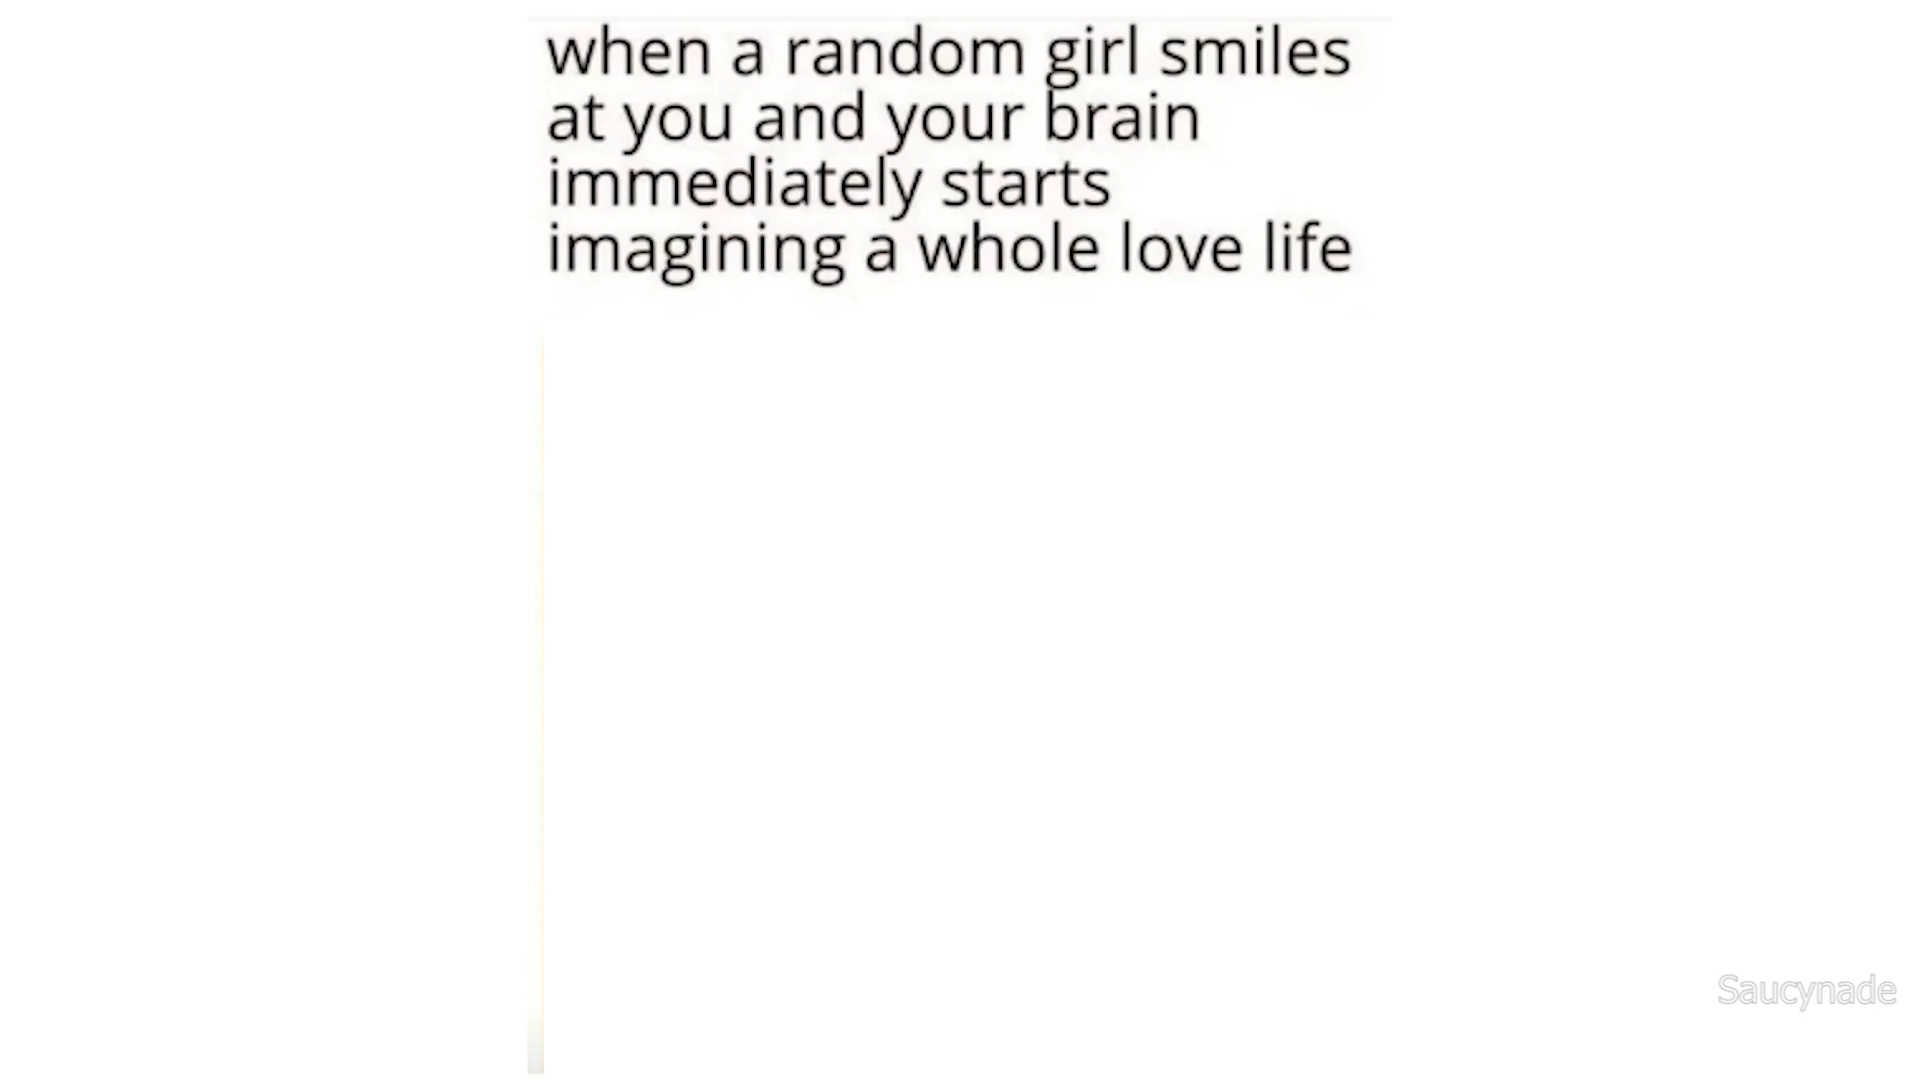 when a random girl smiles
at you and your brain
immediately starts
imagining a whole love life
Saucynade